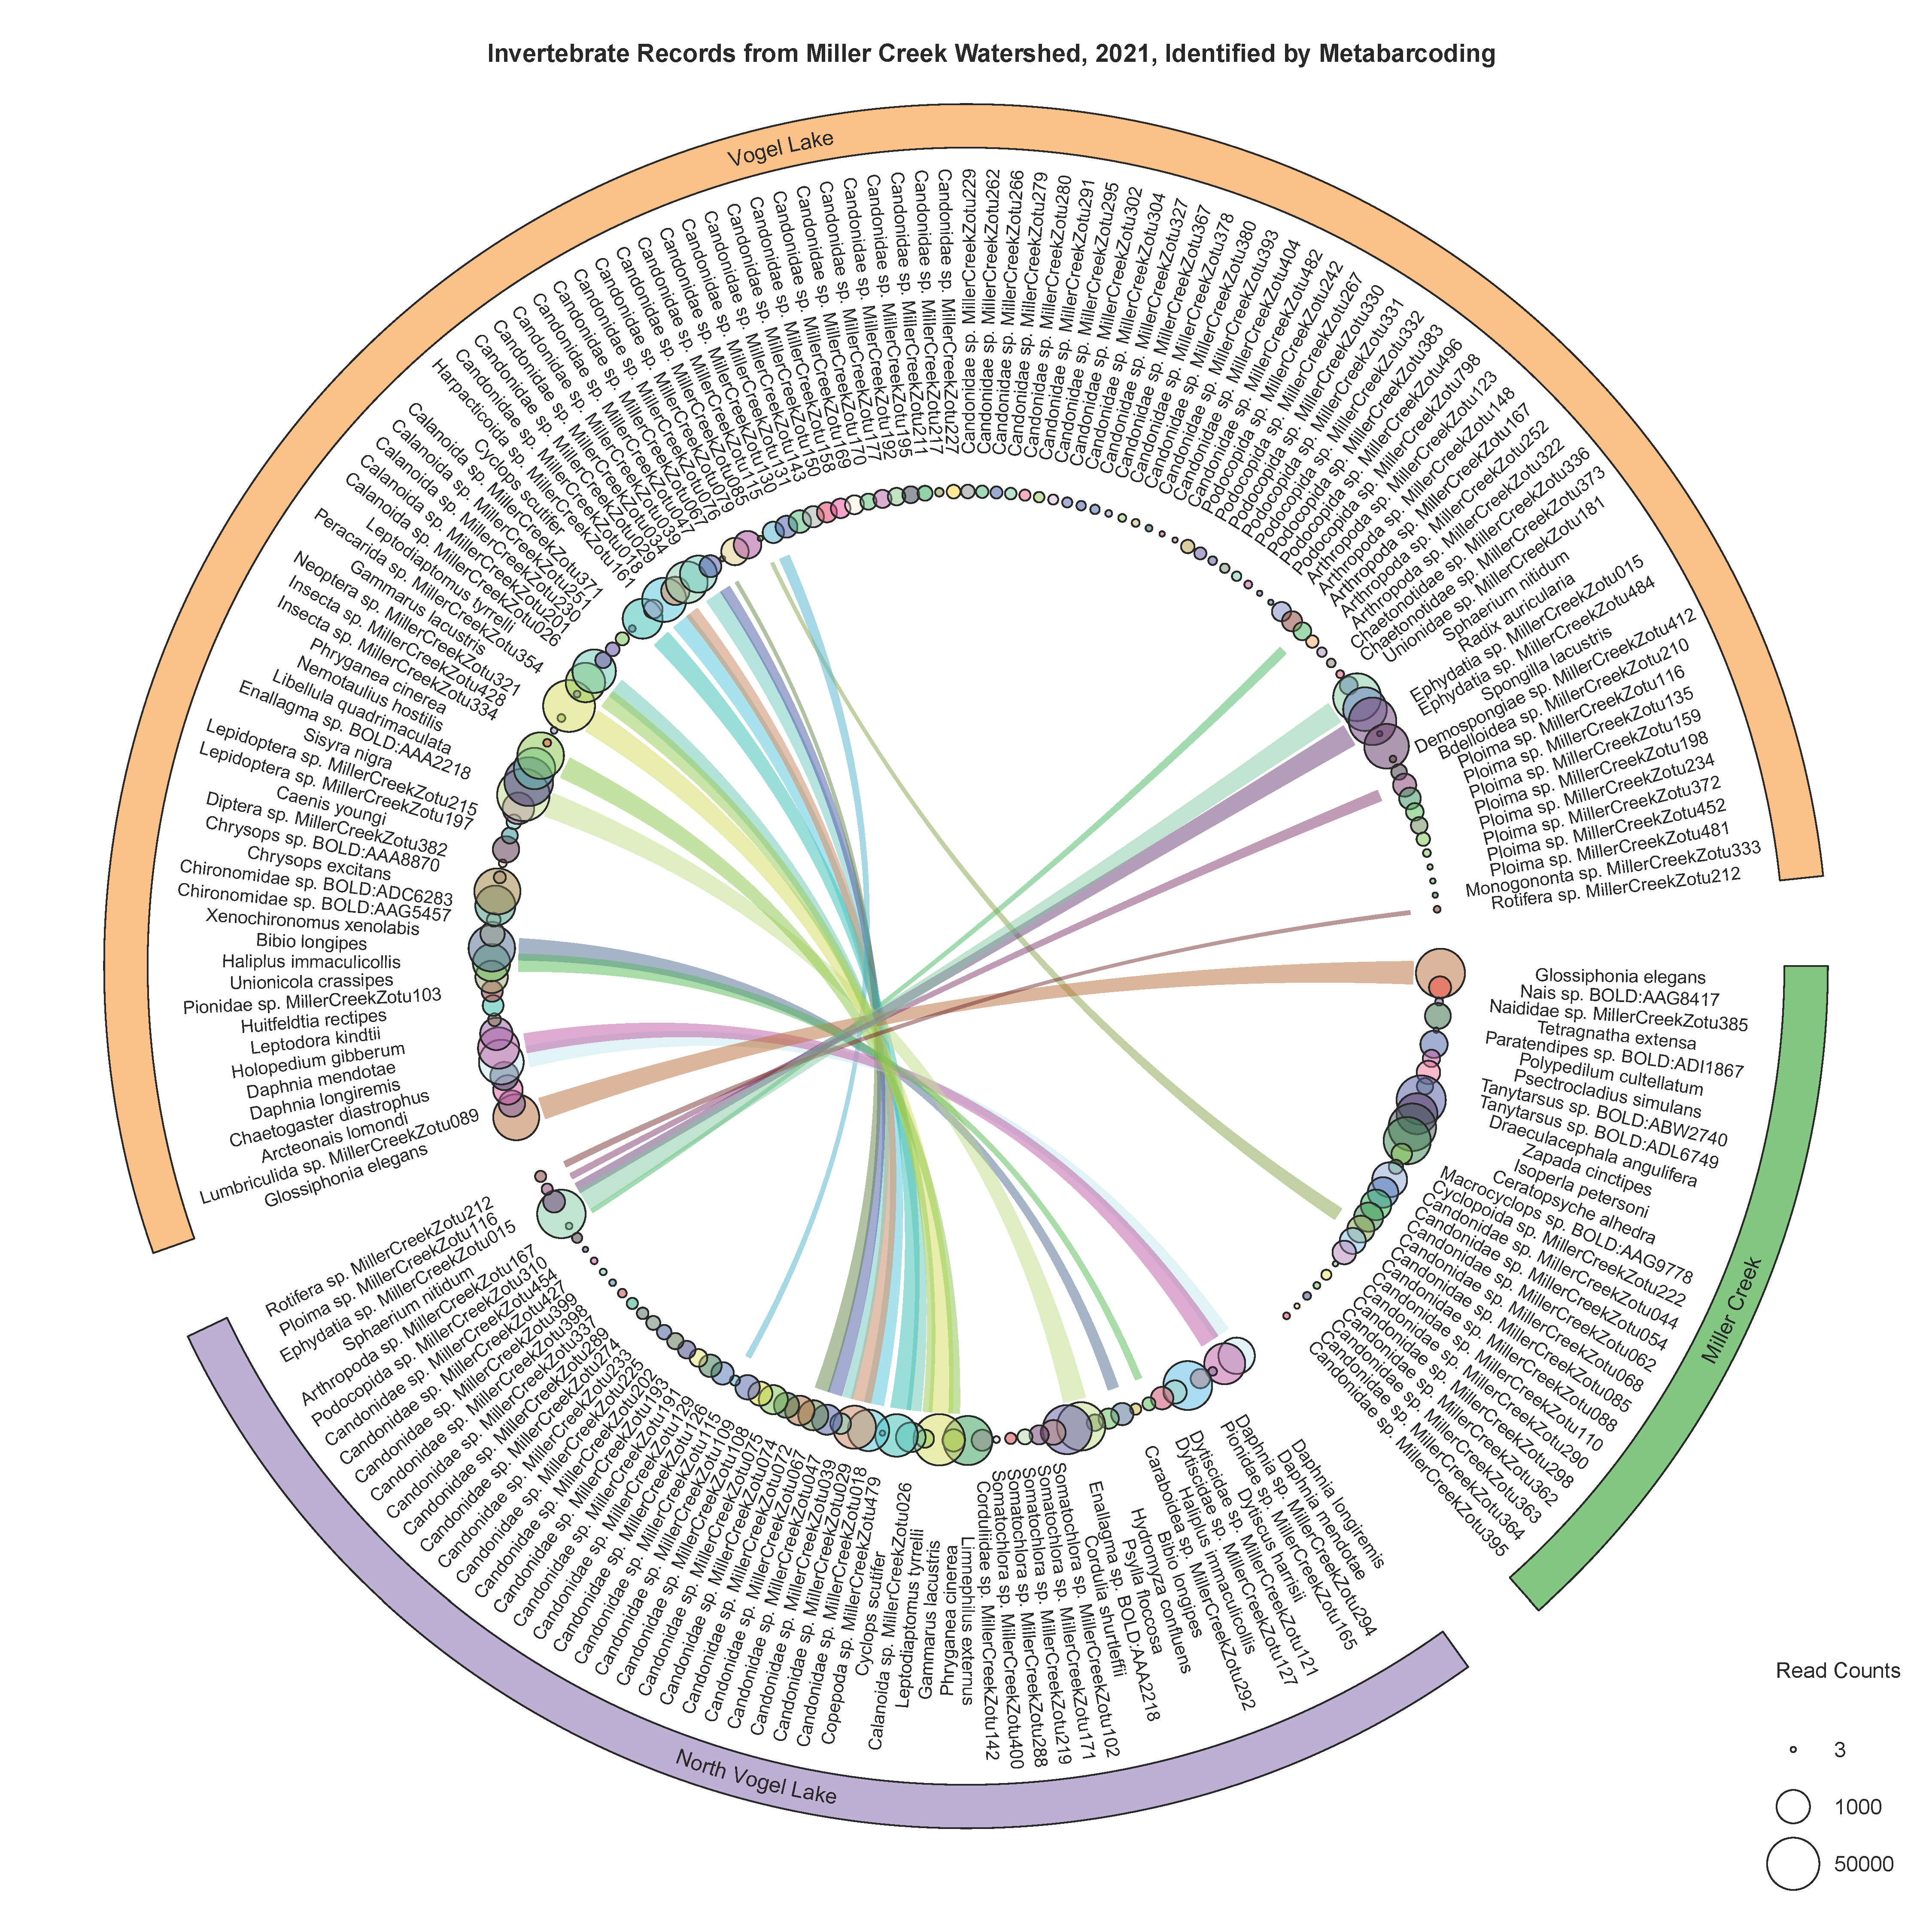 Invertebrate Records from Miller Creek Watershed, 2021, Identified by Metabarcoding
Vogel Lake
Glossiphonia elegans
Lumbriculida sp. MillerCreekZotu089
Arcteonais lomondi
Chaetogaster diastrophus
Daphnia longiremis
Daphnia mendotae
Holopedium gibberum
Leptodora kindtii
Huitfeldtia rectipes
Pionidae sp. MillerCreekZotu103
Unionicola crassipes
Haliplus immaculicollis
Bibio longipes
Xenochironomus xenolabis
Chironomidae sp. BOLD:AAG5457
Chironomidae sp. BOLD:ADC6283
Chrysops excitans
Chrysops sp. BOLD:AAA8870
Diptera sp. MillerCreekZotu382
Caenis youngi
Lepidoptera sp. MillerCreekZotu197
Lepidoptera sp. MillerCreekZotu215
Sisyra nigra
Enallagma sp. BOLD:AAA2218
Libellula quadrimaculata
Nemotaulius hostilis
Phryganea cinerea
Insecta sp. MillerCreekZotu334
Insecta sp. MillerCreekZotu428
Neoptera sp. MillerCreekZotu321
Gammarus lacustris
Peracarida sp. MillerCreekZotu354
Leptodiaptomus tyrrelli
Calanoida sp. MillerCreekZotu026
Calanoida sp. MillerCreekZotu201
Calanoida sp. MillerCreekZotu230
Calanoida sp. MillerCreekZotu251
Calanoida sp. MillerCreekZotu371
Cyclops scutifer
Harpacticoida sp. MillerCreekZotu161
Candonidae sp. MillerCreekZotu018
Candonidae sp. MillerCreekZotu029
Candonidae sp. MillerCreekZotu034
Candonidae sp. MillerCreekZotu039
Candonidae sp. MillerCreekZotu047
Candonidae sp. MillerCreekZotu067
Candonidae sp. MillerCreekZotu076
Candonidae sp. MillerCreekZotu079
Candonidae sp. MillerCreekZotu085
Candonidae sp. MillerCreekZotu115
Candonidae sp. MillerCreekZotu130
Candonidae sp. MillerCreekZotu131
Candonidae sp. MillerCreekZotu143
Candonidae sp. MillerCreekZotu150
Candonidae sp. MillerCreekZotu158
Candonidae sp. MillerCreekZotu169
Candonidae sp. MillerCreekZotu170
Candonidae sp. MillerCreekZotu177
Candonidae sp. MillerCreekZotu192
Candonidae sp. MillerCreekZotu195
Candonidae sp. MillerCreekZotu211
Candonidae sp. MillerCreekZotu217
Candonidae sp. MillerCreekZotu227
Candonidae sp. MillerCreekZotu229
Candonidae sp. MillerCreekZotu262
Candonidae sp. MillerCreekZotu266
Candonidae sp. MillerCreekZotu279
Candonidae sp. MillerCreekZotu280
Candonidae sp. MillerCreekZotu291
Candonidae sp. MillerCreekZotu295
Candonidae sp. MillerCreekZotu302
Candonidae sp. MillerCreekZotu304
Candonidae sp. MillerCreekZotu327
Candonidae sp. MillerCreekZotu367
Candonidae sp. MillerCreekZotu378
Candonidae sp. MillerCreekZotu380
Candonidae sp. MillerCreekZotu393
Candonidae sp. MillerCreekZotu404
Candonidae sp. MillerCreekZotu482
Podocopida sp. MillerCreekZotu242
Podocopida sp. MillerCreekZotu267
Podocopida sp. MillerCreekZotu330
Podocopida sp. MillerCreekZotu331
Podocopida sp. MillerCreekZotu332
Podocopida sp. MillerCreekZotu383
Podocopida sp. MillerCreekZotu496
Podocopida sp. MillerCreekZotu798
Arthropoda sp. MillerCreekZotu123
Arthropoda sp. MillerCreekZotu148
Arthropoda sp. MillerCreekZotu167
Arthropoda sp. MillerCreekZotu252
Arthropoda sp. MillerCreekZotu322
Chaetonotidae sp. MillerCreekZotu336
Chaetonotidae sp. MillerCreekZotu373
Unionidae sp. MillerCreekZotu181
Sphaerium nitidum
Radix auricularia
Ephydatia sp. MillerCreekZotu015
Ephydatia sp. MillerCreekZotu484
Spongilla lacustris
Demospongiae sp. MillerCreekZotu412
Bdelloidea sp. MillerCreekZotu210
Ploima sp. MillerCreekZotu116
Ploima sp. MillerCreekZotu135
Ploima sp. MillerCreekZotu159
Ploima sp. MillerCreekZotu198
Ploima sp. MillerCreekZotu234
Ploima sp. MillerCreekZotu372
Ploima sp. MillerCreekZotu452
Ploima sp. MillerCreekZotu481
Monogononta sp. MillerCreekZotu333
Rotifera sp. MillerCreekZotu212
Miller Creek
Glossiphonia elegans
Nais sp. BOLD:AAG8417
Naididae sp. MillerCreekZotu385
Tetragnatha extensa
Paratendipes sp. BOLD:ADI1867
Polypedilum cultellatum
Psectrocladius simulans
Tanytarsus sp. BOLD:ABW2740
Tanytarsus sp. BOLD:ADL6749
Draeculacephala angulifera
Zapada cinctipes
Isoperla petersoni
Ceratopsyche alhedra
Macrocyclops sp. BOLD:AAG9778
Cyclopoida sp. MillerCreekZotu222
Candonidae sp. MillerCreekZotu044
Candonidae sp. MillerCreekZotu054
Candonidae sp. MillerCreekZotu062
Candonidae sp. MillerCreekZotu068
Candonidae sp. MillerCreekZotu085
Candonidae sp. MillerCreekZotu088
Candonidae sp. MillerCreekZotu110
Candonidae sp. MillerCreekZotu290
Candonidae sp. MillerCreekZotu298
Candonidae sp. MillerCreekZotu362
Candonidae sp. MillerCreekZotu363
Candonidae sp. MillerCreekZotu364
Candonidae sp. MillerCreekZotu395
North Vogel Lake
Daphnia longiremis
Daphnia mendotae
Daphnia sp. MillerCreekZotu294
Pionidae sp. MillerCreekZotu165
Dytiscus harrisii
Dytiscidae sp. MillerCreekZotu121
Dytiscidae sp. MillerCreekZotu127
Haliplus immaculicollis
Caraboidea sp. MillerCreekZotu292
Bibio longipes
Hydromyza confluens
Psylla floccosa
Enallagma sp. BOLD:AAA2218
Cordulia shurtleffii
Somatochlora sp. MillerCreekZotu102
Somatochlora sp. MillerCreekZotu171
Somatochlora sp. MillerCreekZotu219
Somatochlora sp. MillerCreekZotu288
Somatochlora sp. MillerCreekZotu400
Corduliidae sp. MillerCreekZotu142
Limnephilus externus
Phryganea cinerea
Gammarus lacustris
Leptodiaptomus tyrrelli
Calanoida sp. MillerCreekZotu026
Cyclops scutifer
Copepoda sp. MillerCreekZotu479
Candonidae sp. MillerCreekZotu018
Candonidae sp. MillerCreekZotu029
Candonidae sp. MillerCreekZotu039
Candonidae sp. MillerCreekZotu047
Candonidae sp. MillerCreekZotu067
Candonidae sp. MillerCreekZotu072
Candonidae sp. MillerCreekZotu074
Candonidae sp. MillerCreekZotu075
Candonidae sp. MillerCreekZotu108
Candonidae sp. MillerCreekZotu109
Candonidae sp. MillerCreekZotu115
Candonidae sp. MillerCreekZotu126
Candonidae sp. MillerCreekZotu129
Candonidae sp. MillerCreekZotu191
Candonidae sp. MillerCreekZotu193
Candonidae sp. MillerCreekZotu202
Candonidae sp. MillerCreekZotu225
Candonidae sp. MillerCreekZotu233
Candonidae sp. MillerCreekZotu274
Candonidae sp. MillerCreekZotu289
Candonidae sp. MillerCreekZotu337
Candonidae sp. MillerCreekZotu398
Candonidae sp. MillerCreekZotu399
Candonidae sp. MillerCreekZotu427
Candonidae sp. MillerCreekZotu454
Podocopida sp. MillerCreekZotu310
Arthropoda sp. MillerCreekZotu167
Sphaerium nitidum
Ephydatia sp. MillerCreekZotu015
Ploima sp. MillerCreekZotu116
Rotifera sp. MillerCreekZotu212
Read Counts
3
1000
50000